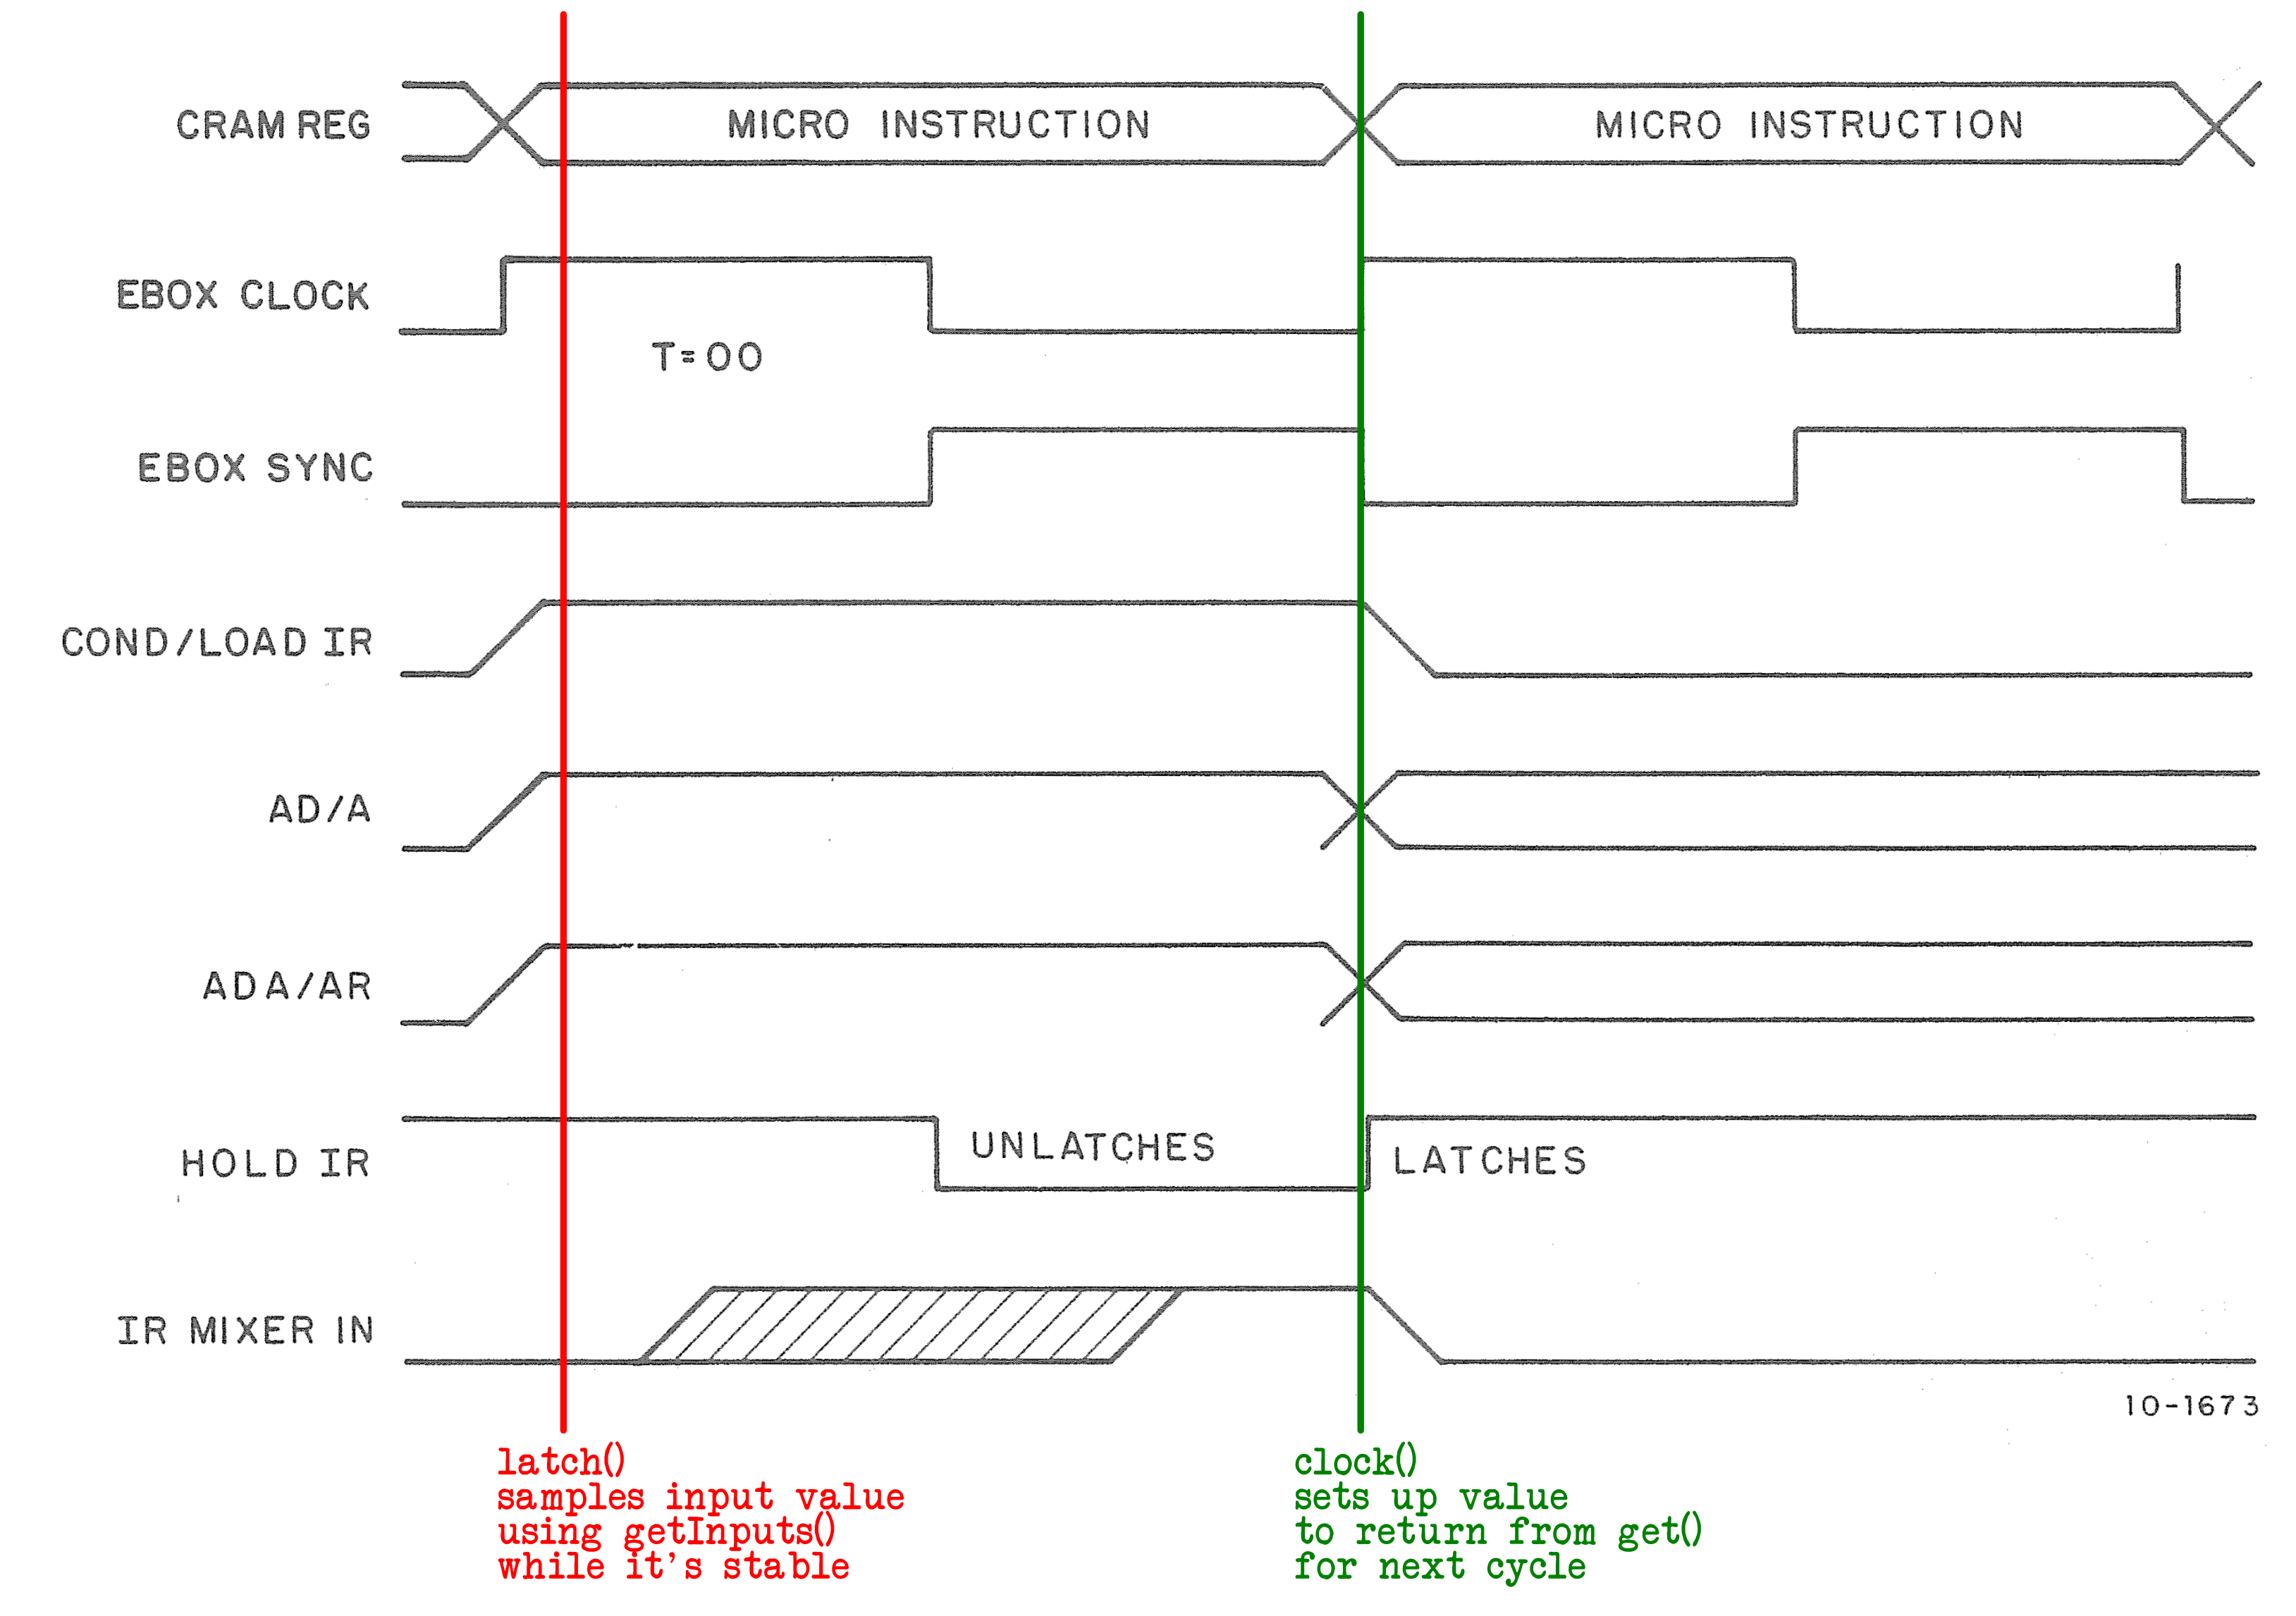 CRAM REG
MICRO INSTRUCTION
MICRO INSTRUCTION
EBOX CLOCK
T=00
EBOX SYNC
COND/LOAD IR
AD/A
ADA/AR
HOLD IR
UNLATCHES
LATCHES
IR MIXER IN
10-1673
latch()
samples input value
using getInputs()
while it's stable
clock()
sets up value
to return from get()
for next cycle